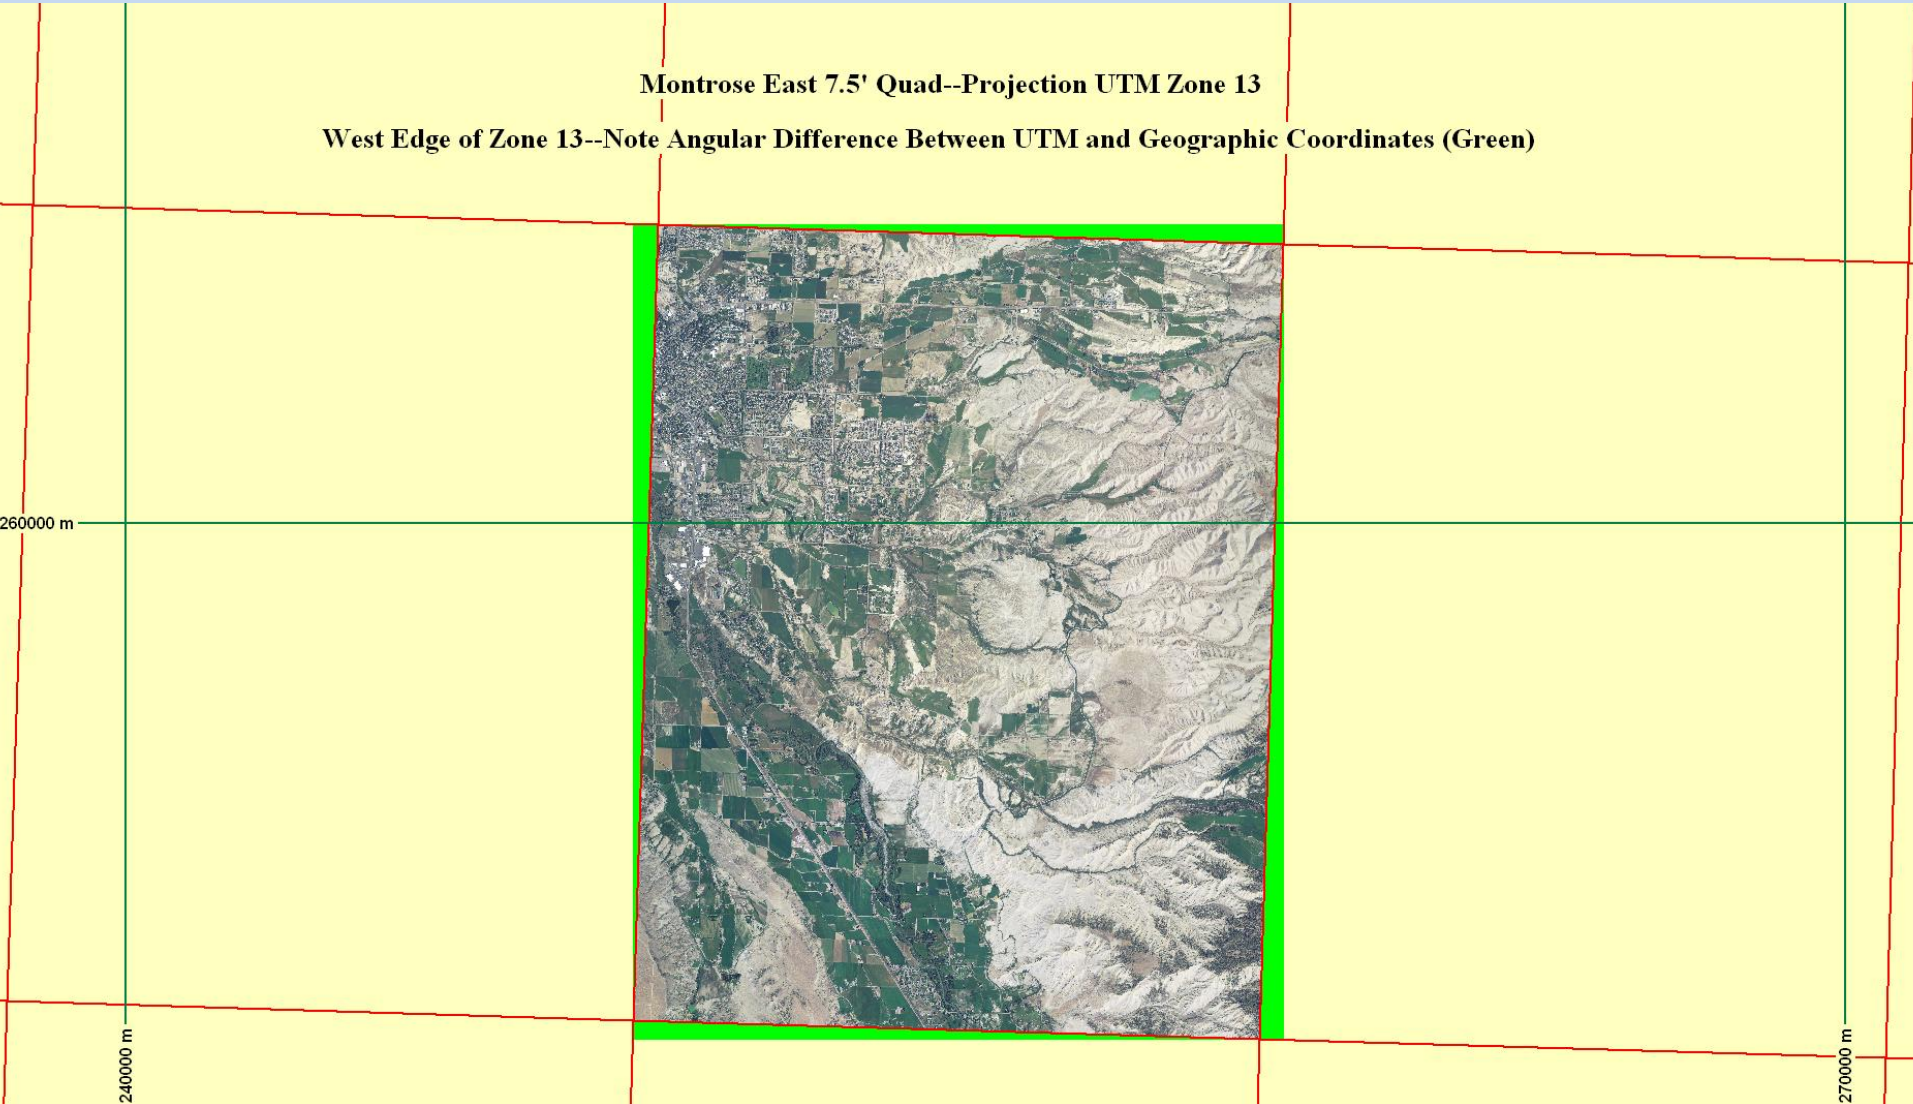 Montrose East 7.5' Quad--Projection UTM Zone 13
West Edge of Zone 13--Note Angular Difference Between UTM and Geographic Coordinates (Green)
260000 m
240000 m
270000 m